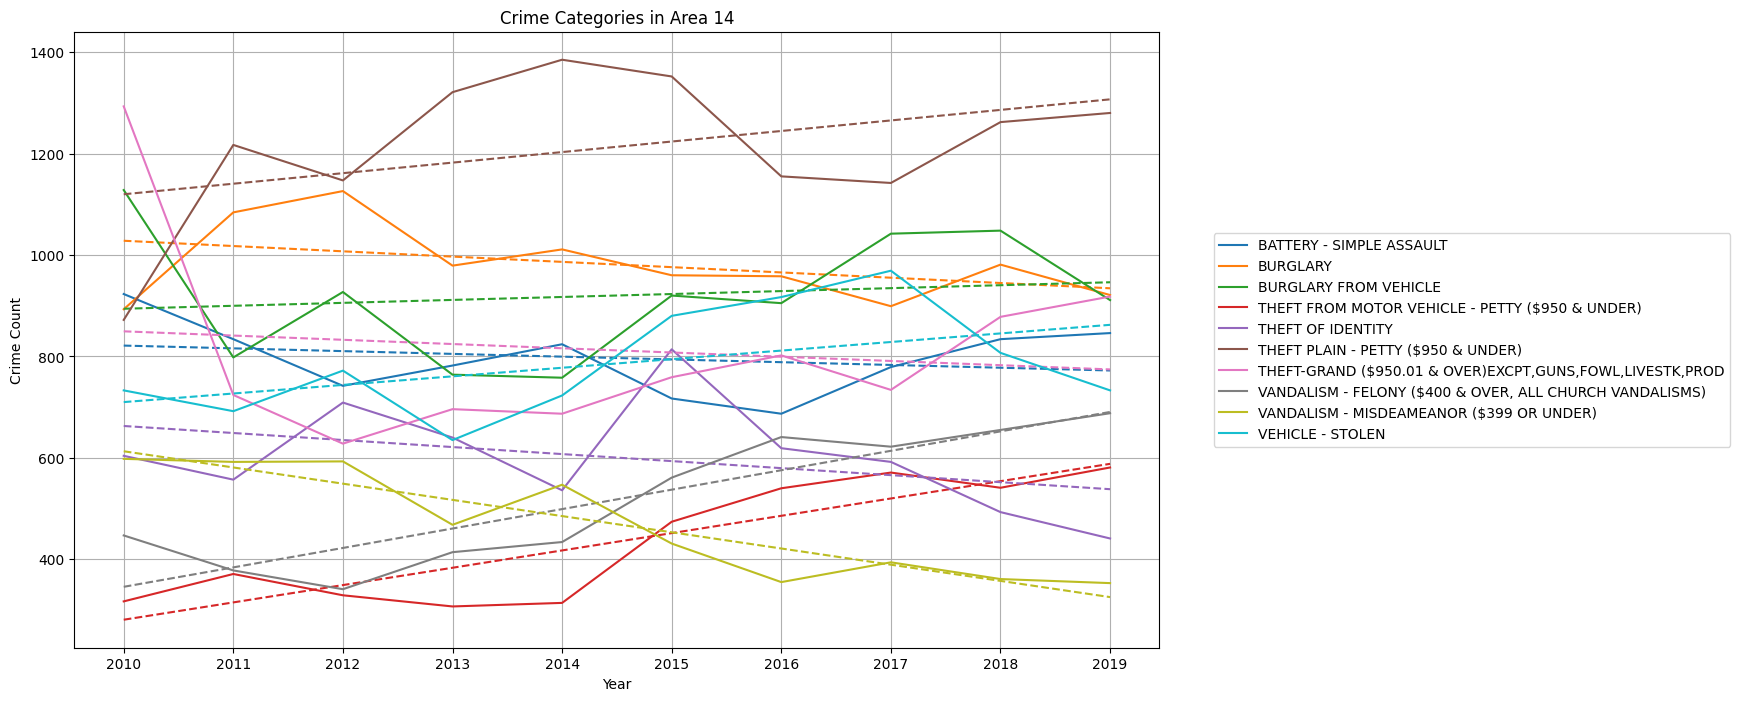 Crime Categories in Area 14
Crime Count
1400
1200
1000
800
600
400
2010 2011 2012 2013 2014 2015 2016 2017 2018 2019
Year
BATTERY - SIMPLE ASSAULT
BURGLARY
BURGLARY FROM VEHICLE
THEFT FROM MOTOR VEHICLE - PETTY ($950 & UNDER)
THEFT OF IDENTITY
THEFT PLAIN - PETTY ($950 & UNDER)
THEFT-GRAND ($950.01 & OVER)EXCPT,GUNS,FOWL,LIVESTK,PROD
VANDALISM - FELONY ($400 & OVER, ALL CHURCH VANDALISMS)
VANDALISM - MISDEAMEANOR ($399 OR UNDER)
VEHICLE - STOLEN